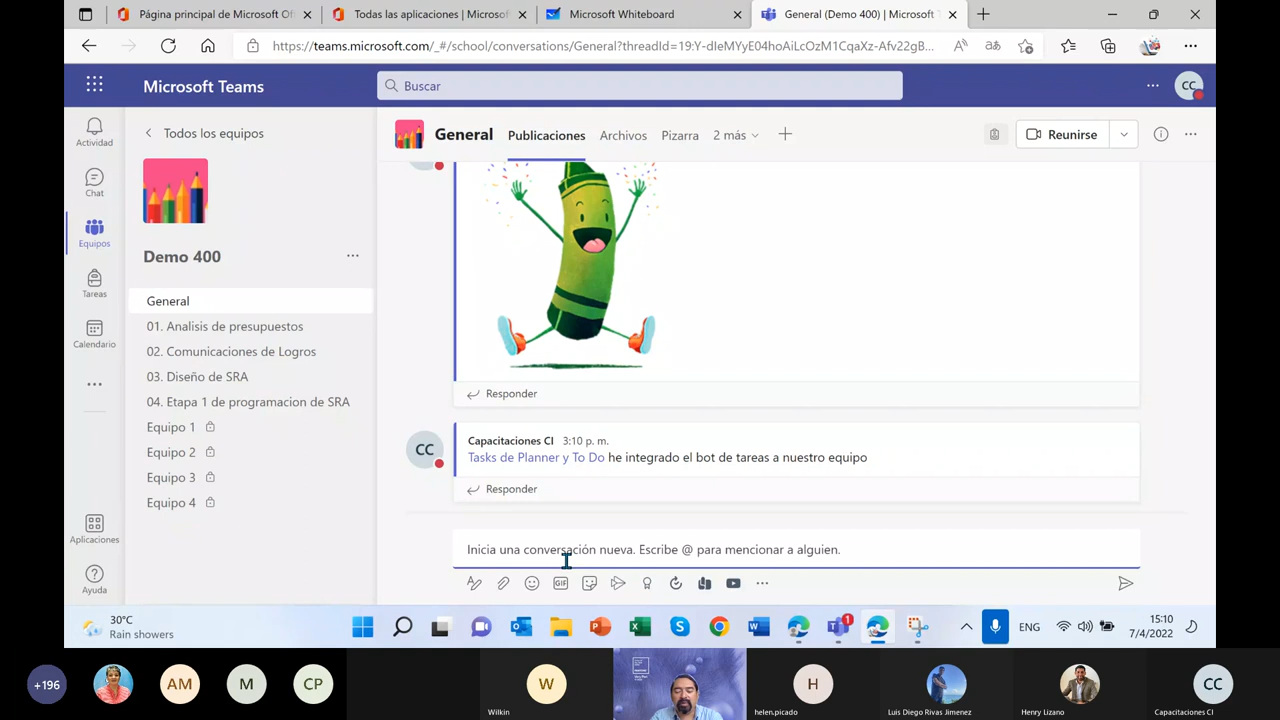 Página principal de Microsoft Of
Todas las aplicaciones | Microsof
Microsoft Whiteboard
General (Demo 400) | Microsoft T
https://teams.microsoft.com/_#/school/conversations/General?threadId=19:Y-dIeMYyE04hoAiLcOzM1CqaXz-Afv22gB...
Microsoft Teams
Buscar
CC
Actividad
Chat
Equipos
Tareas
Calendario
Aplicaciones
Ayuda
Todos los equipos
Demo 400
General
01. Analisis de presupuestos
02. Comunicaciones de Logros
03. Diseño de SRA
04. Etapa 1 de programacion de SRA
Equipo 1
Equipo 2
Equipo 3
Equipo 4
General
Publicaciones
Archivos
Pizarra
2 más
Reunirse
Responder
CC
Capacitaciones CI 3:10 p. m.
Tasks de Planner y To Do he integrado el bot de tareas a nuestro equipo
Responder
Inicia una conversación nueva. Escribe @ para mencionar a alguien.
GIF
30°C
Rain showers
1
ENG
15:10
7/4/2022
+196
AM
M
CP
W
Wilkin
H
helen.picado
Luis Diego Rivas Jimenez
Henry Lizano
CC
Capacitaciones CI